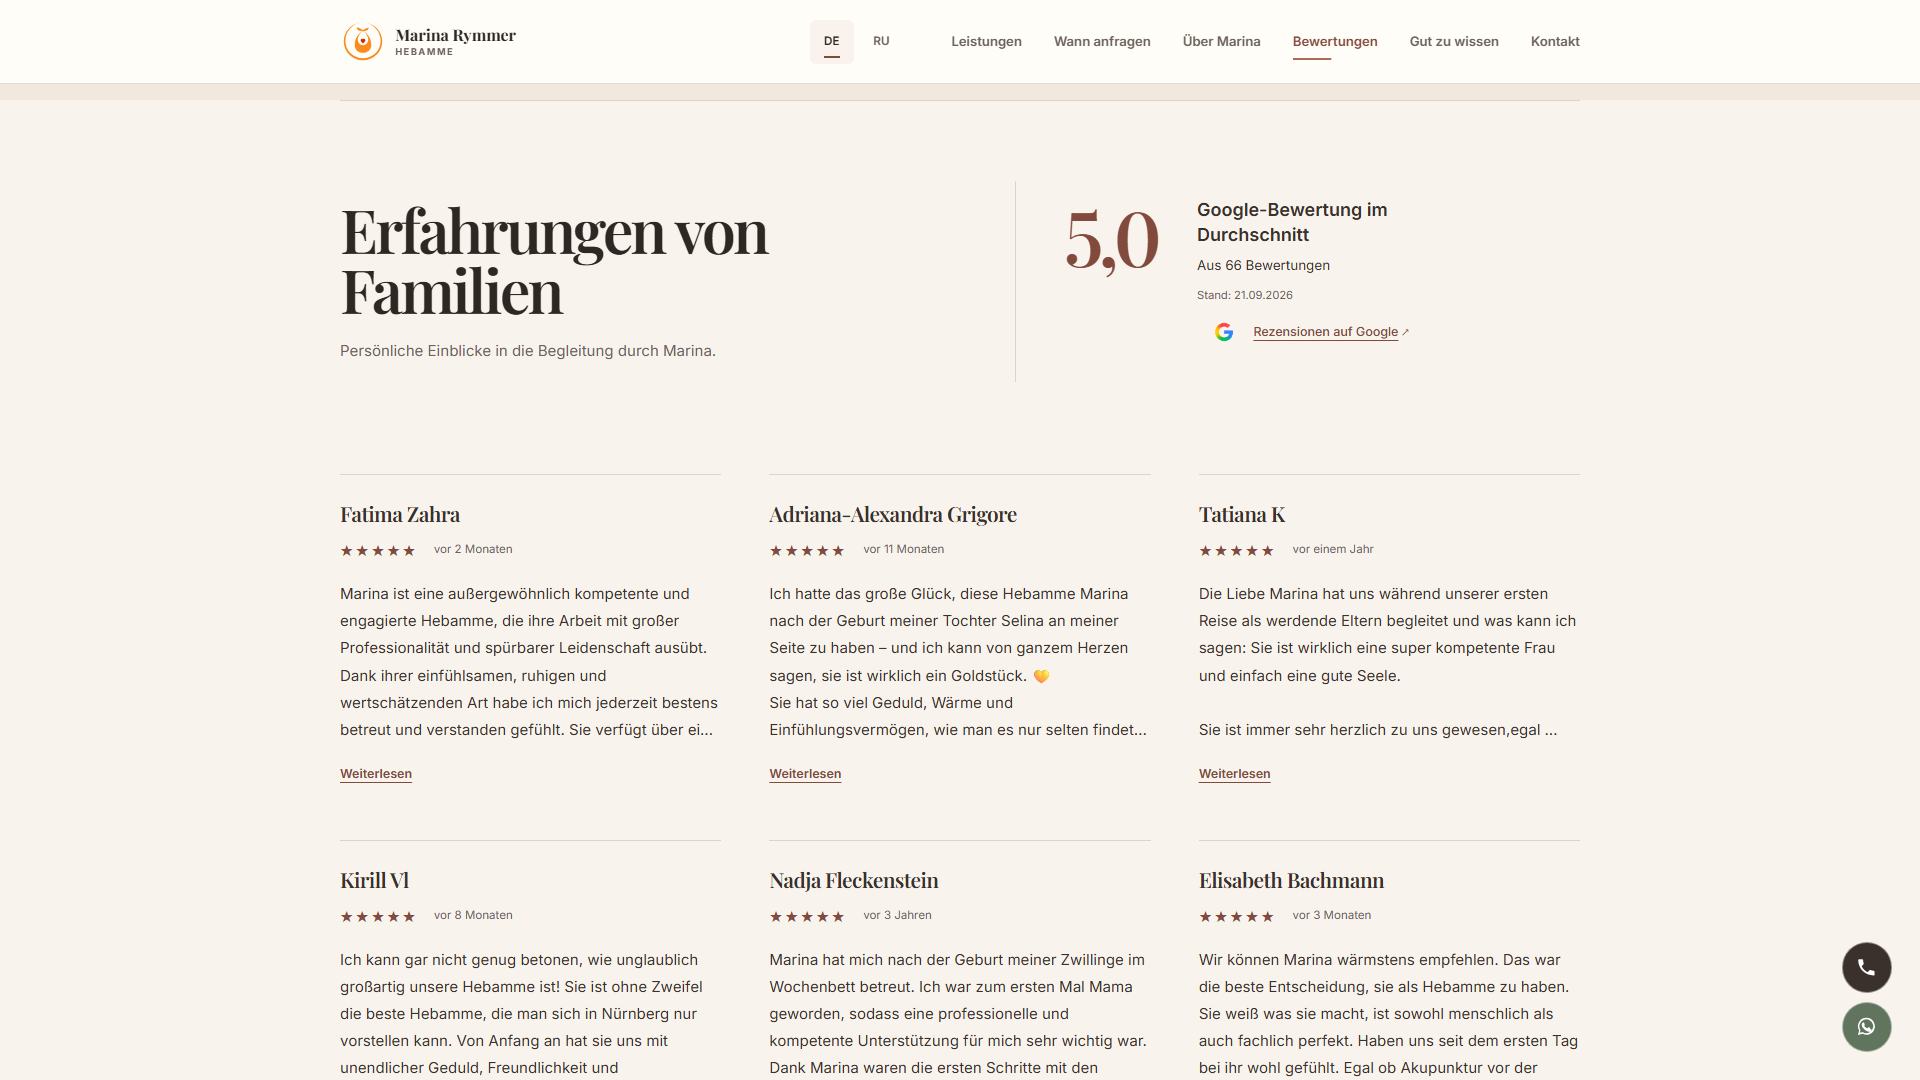 Marina Rymmer
HEBAMME
DE
RU
Leistungen
Wann anfragen
Über Marina
Bewertungen
Gut zu wissen
Kontakt
Erfahrungen von
Familien
Persönliche Einblicke in die Begleitung durch Marina.
5,0
Google-Bewertung im
Durchschnitt
Aus 66 Bewertungen
Stand: 21.09.2026
Rezensionen auf Google ↗
Fatima Zahra
★★★★★ vor 2 Monaten
Marina ist eine außergewöhnlich kompetente und
engagierte Hebamme, die ihre Arbeit mit großer
Professionalität und spürbarer Leidenschaft ausübt.
Dank ihrer einfühlsamen, ruhigen und
wertschätzenden Art habe ich mich jederzeit bestens
betreut und verstanden gefühlt. Sie verfügt über ei...
Weiterlesen
Adriana-Alexandra Grigore
★★★★★ vor 11 Monaten
Ich hatte das große Glück, diese Hebamme Marina
nach der Geburt meiner Tochter Selina an meiner
Seite zu haben – und ich kann von ganzem Herzen
sagen, sie ist wirklich ein Goldstück. 💛
Sie hat so viel Geduld, Wärme und
Einfühlungsvermögen, wie man es nur selten findet...
Weiterlesen
Tatiana K
★★★★★ vor einem Jahr
Die Liebe Marina hat uns während unserer ersten
Reise als werdende Eltern begleitet und was kann ich
sagen: Sie ist wirklich eine super kompetente Frau
und einfach eine gute Seele.
Sie ist immer sehr herzlich zu uns gewesen,egal ...
Weiterlesen
Kirill Vl
★★★★★ vor 8 Monaten
Ich kann gar nicht genug betonen, wie unglaublich
großartig unsere Hebamme ist! Sie ist ohne Zweifel
die beste Hebamme, die man sich in Nürnberg nur
vorstellen kann. Von Anfang an hat sie uns mit
unendlicher Geduld, Freundlichkeit und
Nadja Fleckenstein
★★★★★ vor 3 Jahren
Marina hat mich nach der Geburt meiner Zwillinge im
Wochenbett betreut. Ich war zum ersten Mal Mama
geworden, sodass eine professionelle und
kompetente Unterstützung für mich sehr wichtig war.
Dank Marina waren die ersten Schritte mit den
Elisabeth Bachmann
★★★★★ vor 3 Monaten
Wir können Marina wärmstens empfehlen. Das war
die beste Entscheidung, sie als Hebamme zu haben.
Sie weiß was sie macht, ist sowohl menschlich als
auch fachlich perfekt. Haben uns seit dem ersten Tag
bei ihr wohl gefühlt. Egal ob Akupunktur vor der